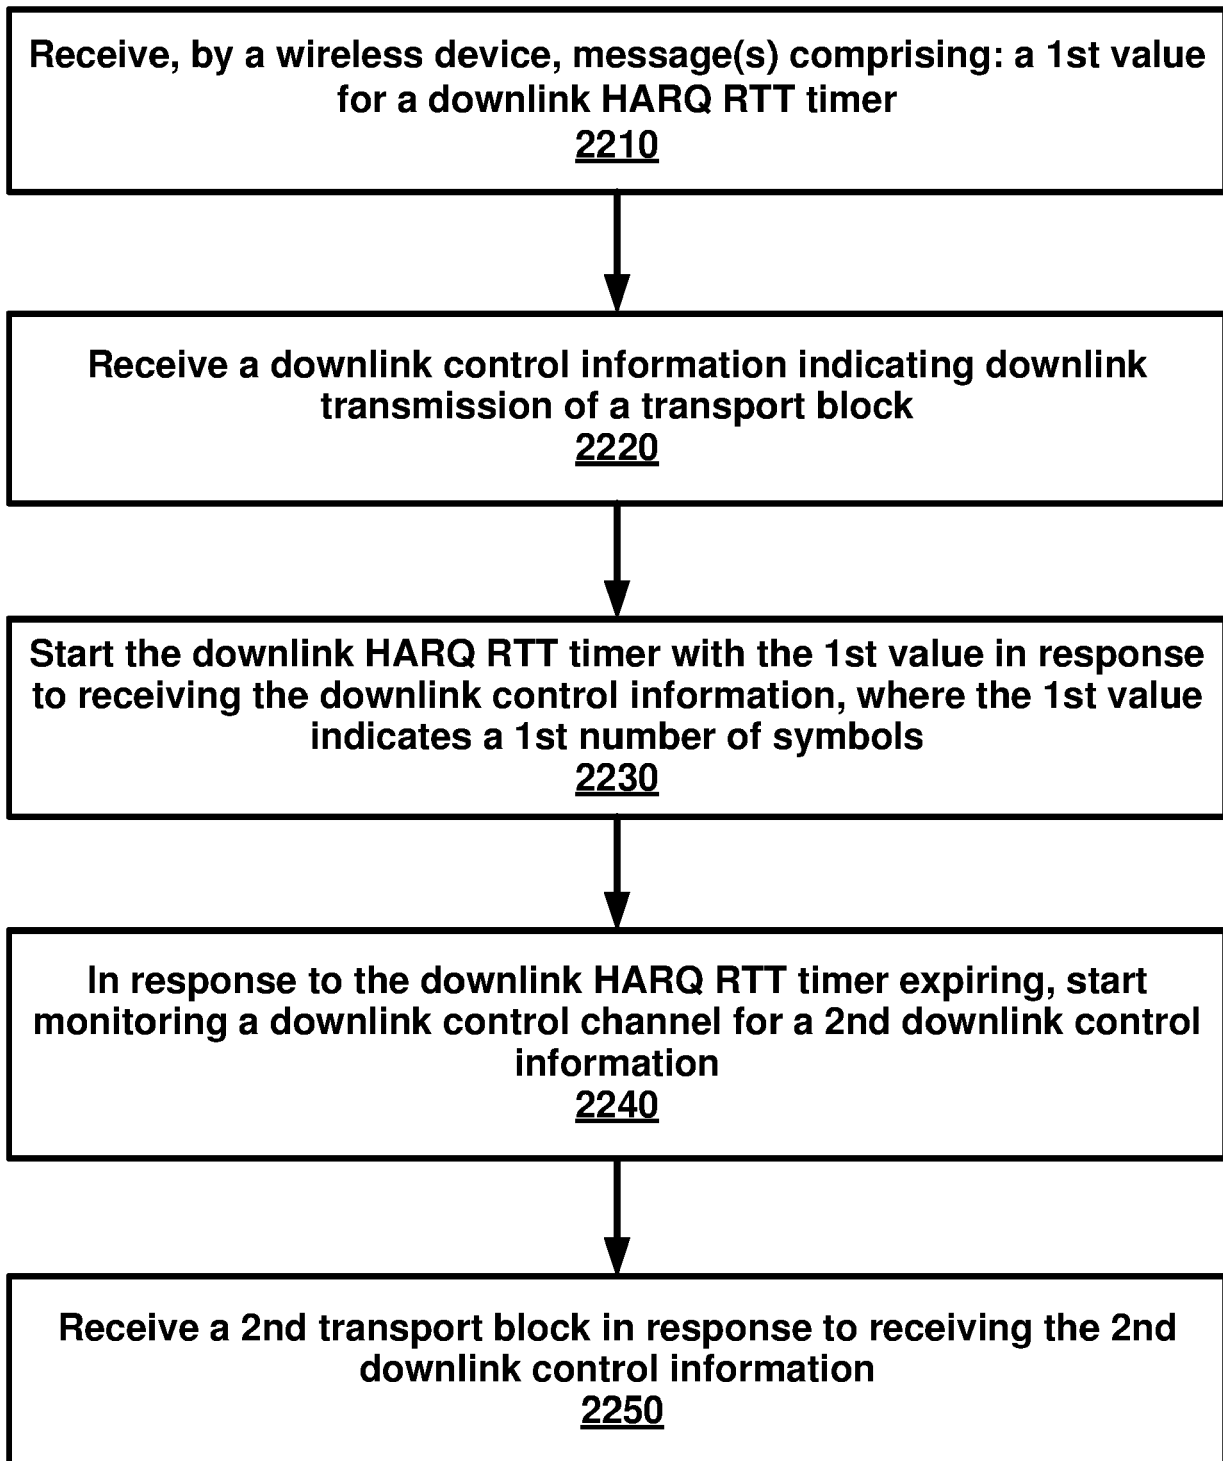 Receive, by a wireless device, message(s) comprising: a 1st value
for a downlink HARQ RTT timer
2210
Receive a downlink control information indicating downlink
transmission of a transport block
2220
Start the downlink HARQ RTT timer with the 1st value in response
to receiving the downlink control information, where the 1st value
indicates a 1st number of symbols
2230
In response to the downlink HARQ RTT timer expiring, start
monitoring a downlink control channel for a 2nd downlink control
information
2240
Receive a 2nd transport block in response to receiving the 2nd
downlink control information
2250